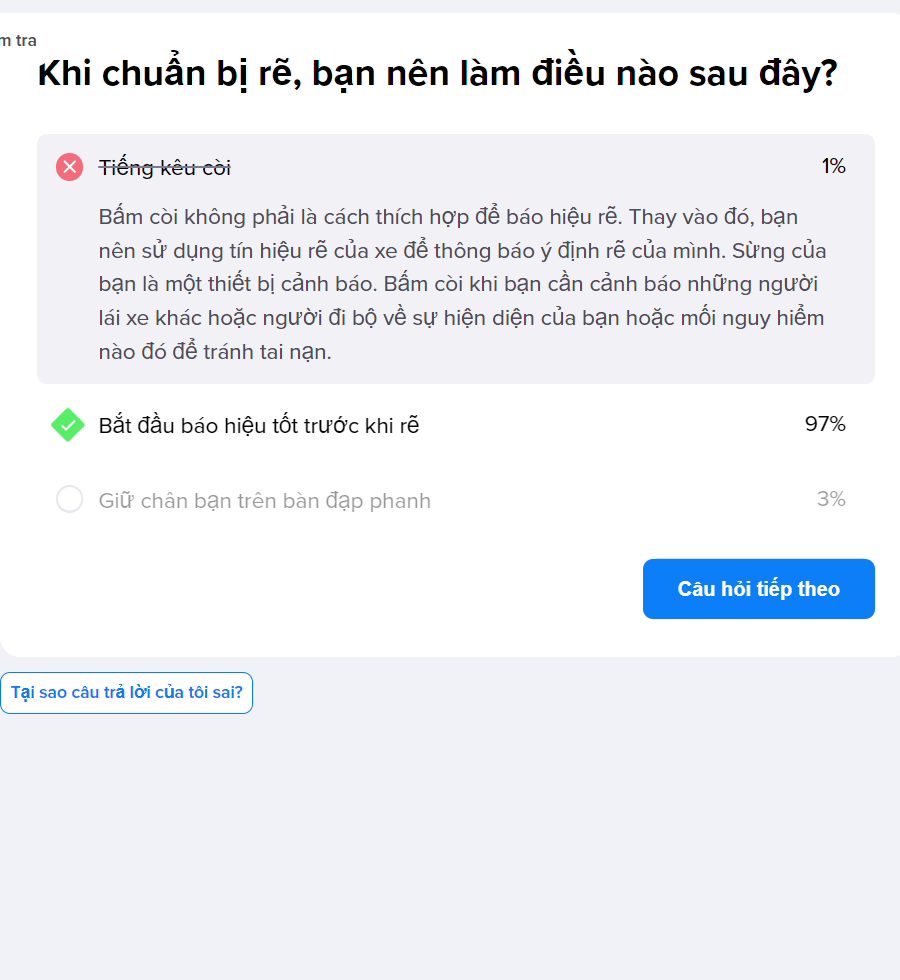 m tra
Khi chuẩn bị rẽ, bạn nên làm điều nào sau đây?
Tiếng kêu còi 1%
Bấm còi không phải là cách thích hợp để báo hiệu rẽ. Thay vào đó, bạn
nên sử dụng tín hiệu rẽ của xe để thông báo ý định rẽ của mình. Sừng của
bạn là một thiết bị cảnh báo. Bấm còi khi bạn cần cảnh báo những người
lái xe khác hoặc người đi bộ về sự hiện diện của bạn hoặc mối nguy hiểm
nào đó để tránh tai nạn.
Bắt đầu báo hiệu tốt trước khi rẽ 97%
Giữ chân bạn trên bàn đạp phanh 3%
Câu hỏi tiếp theo
Tại sao câu trả lời của tôi sai?